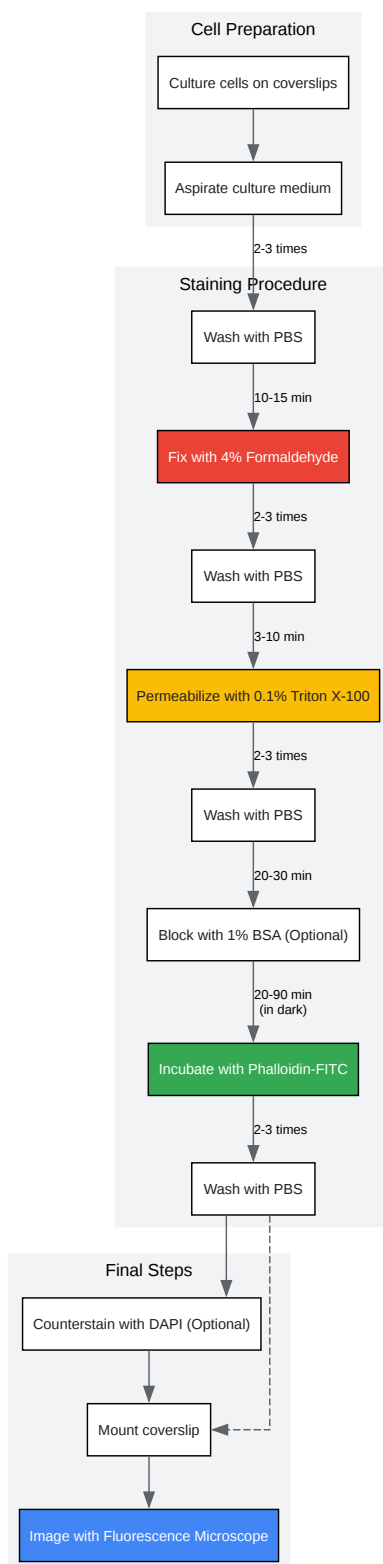 Cell Preparation
Culture cells on coverslips
Aspirate culture medium
2-3 times
Staining Procedure
Wash with PBS
10-15 min
Fix with 4% Formaldehyde
2-3 times
Wash with PBS
3-10 min
Permeabilize with 0.1% Triton X-100
2-3 times
Wash with PBS
20-30 min
Block with 1% BSA (Optional)
20-90 min
(in dark)
Incubate with Phalloidin-FITC
2-3 times
Wash with PBS
Final Steps
Counterstain with DAPI (Optional)
Mount coverslip
Image with Fluorescence Microscope